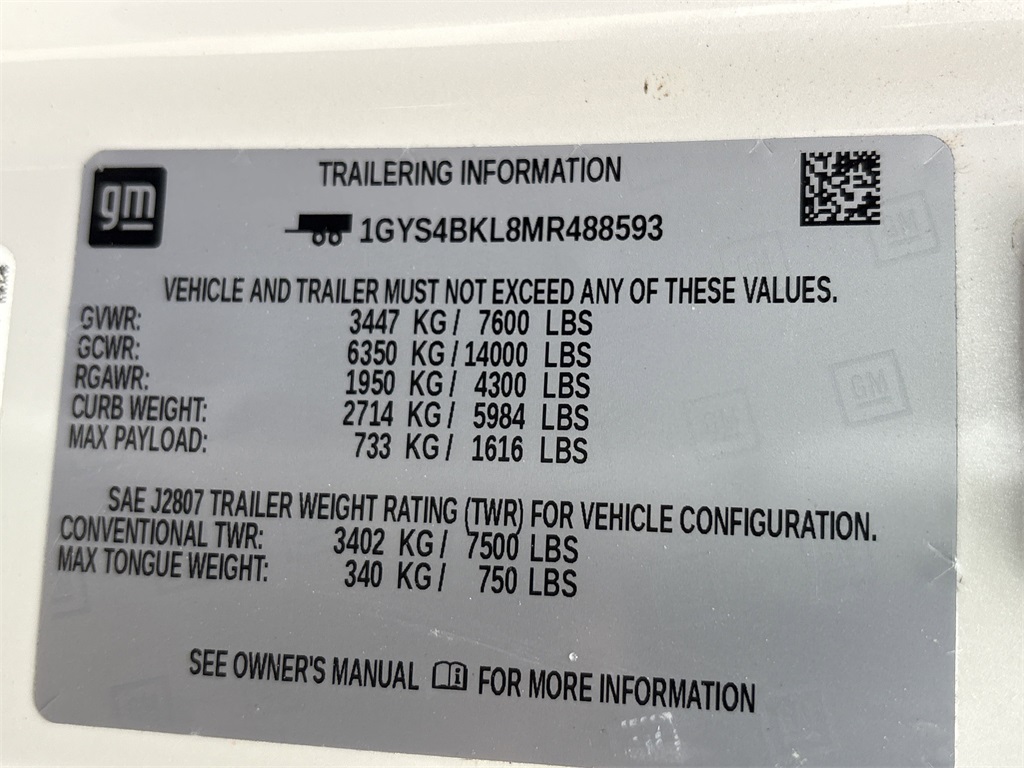 gm
TRAILERING INFORMATION
1GYS4BKL8MR488593
VEHICLE AND TRAILER MUST NOT EXCEED ANY OF THESE VALUES.
GVWR: 3447 KG / 7600 LBS
GCWR: 6350 KG / 14000 LBS
RGAWR: 1950 KG / 4300 LBS
CURB WEIGHT: 2714 KG / 5984 LBS
MAX PAYLOAD: 733 KG / 1616 LBS
SAE J2807 TRAILER WEIGHT RATING (TWR) FOR VEHICLE CONFIGURATION.
CONVENTIONAL TWR: 3402 KG / 7500 LBS
MAX TONGUE WEIGHT: 340 KG / 750 LBS
SEE OWNER'S MANUAL i FOR MORE INFORMATION
GM